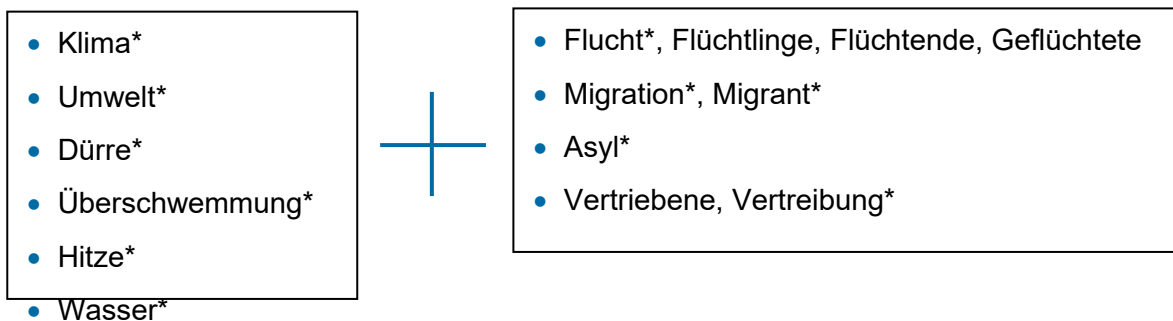 • Klima*
• Umwelt*
• Dürre*
• Überschwemmung*
• Hitze*
• Wasser*
• Flucht*, Flüchtlinge, Flüchtende, Geflüchtete
• Migration*, Migrant*
• Asyl*
• Vertriebene, Vertreibung*